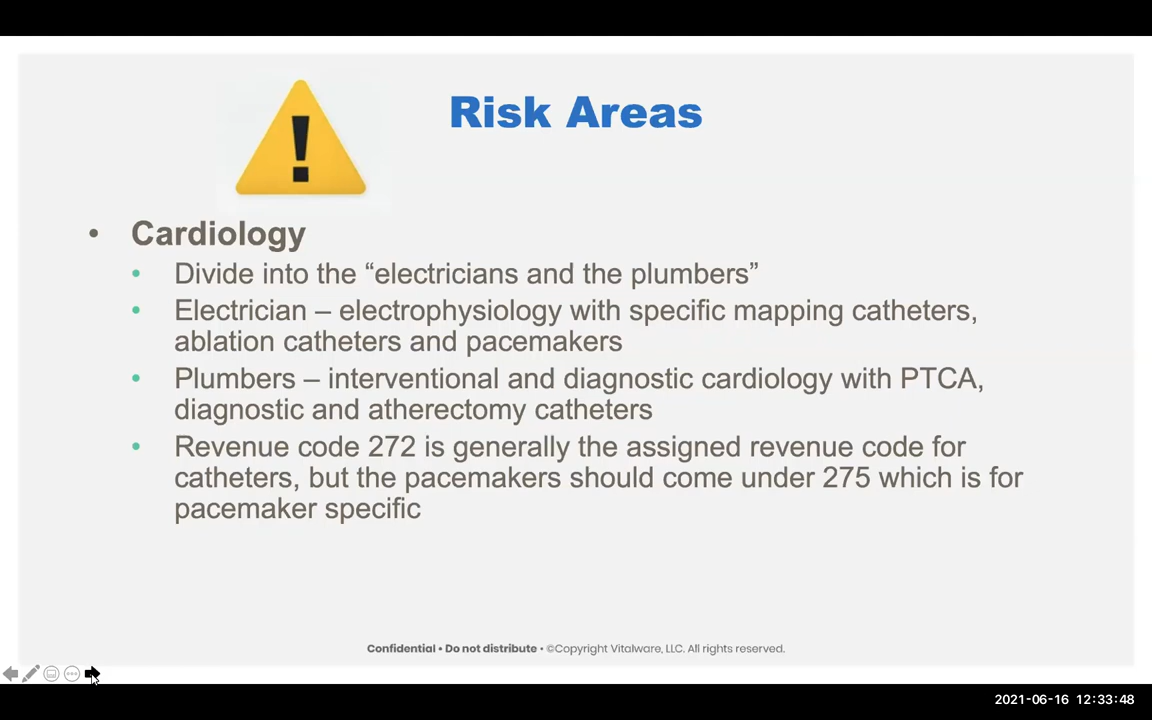 Risk Areas
• Cardiology
• Divide into the “electricians and the plumbers”
• Electrician – electrophysiology with specific mapping catheters,
ablation catheters and pacemakers
• Plumbers – interventional and diagnostic cardiology with PTCA,
diagnostic and atherectomy catheters
• Revenue code 272 is generally the assigned revenue code for
catheters, but the pacemakers should come under 275 which is for
pacemaker specific
Confidential • Do not distribute • ©Copyright Vitalware, LLC. All rights reserved.
2021-06-16 12:33:48